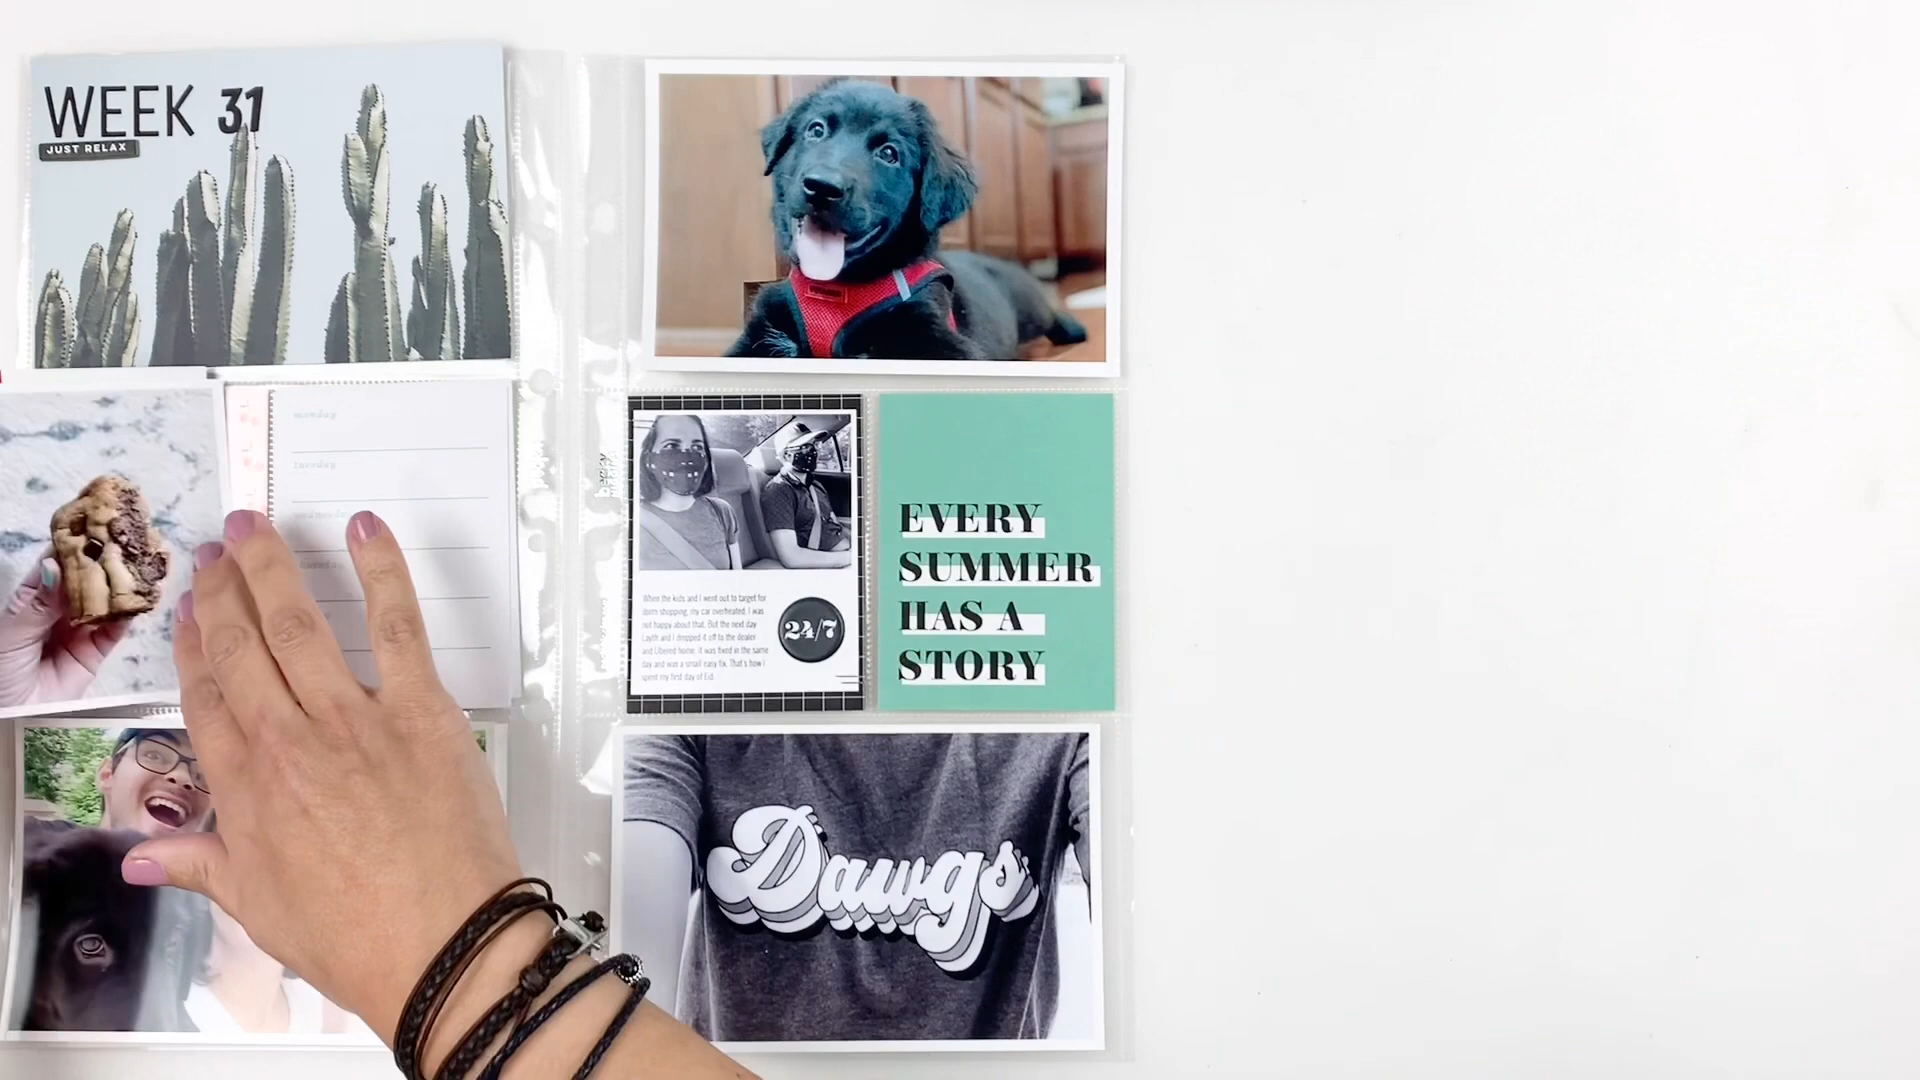 WEEK 31
JUST RELAX
monday
tuesday
wednesday
When the kids and I went out to target for
dorm shopping, my car overheated. I was
not happy about that. But the next day
Layth and I dropped it off to the dealer
and Ubered home. It was fixed in the same
day and was a small easy fix. That's how I
spent my first day of Eid.
24/7
EVERY
SUMMER
HAS A
STORY
Dawgs